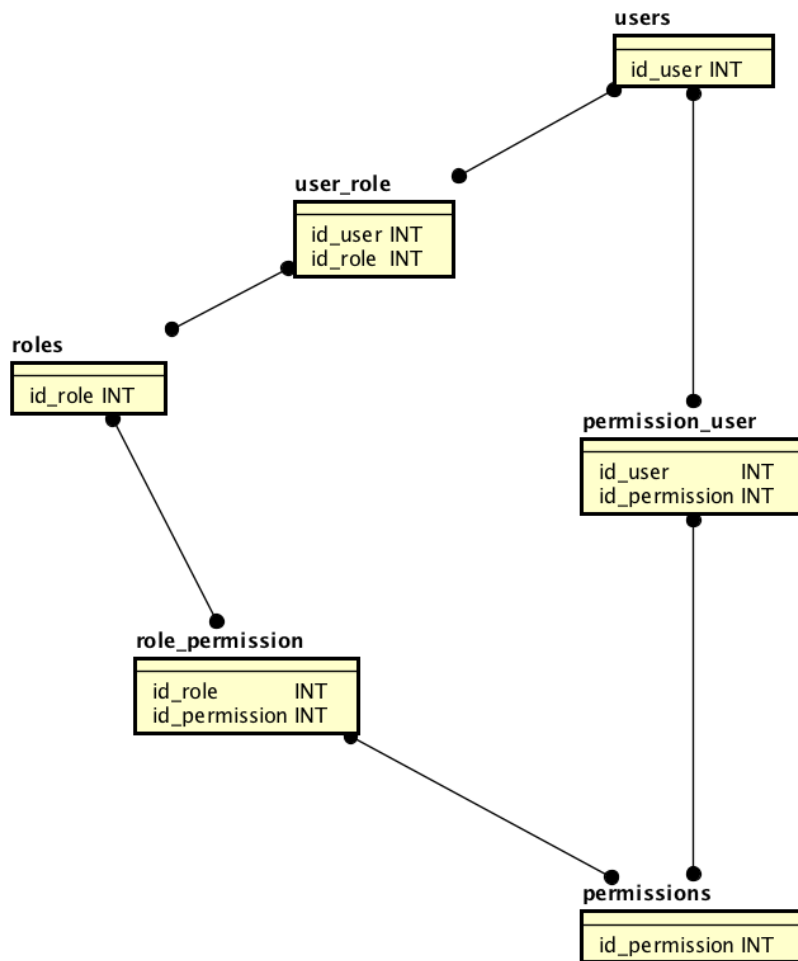 users
id_user INT
user_role
id_user INT
id_role INT
roles
id_role INT
permission_user
id_user INT
id_permission INT
role_permission
id_role INT
id_permission INT
permissions
id_permission INT